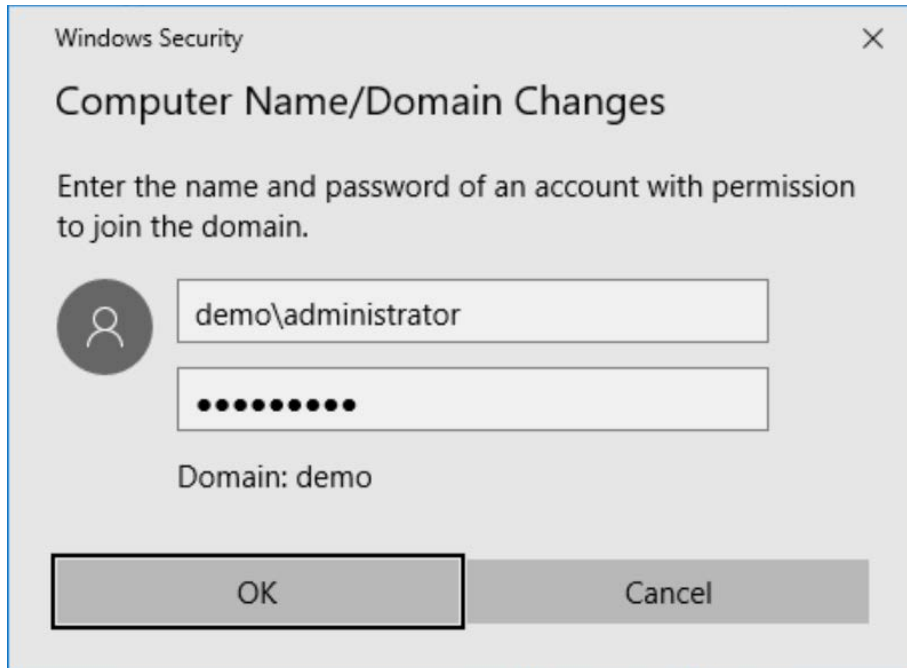 Windows Security
Computer Name/Domain Changes
Enter the name and password of an account with permission
to join the domain.
demo\administrator
●●●●●●●●●
Domain: demo
OK
Cancel